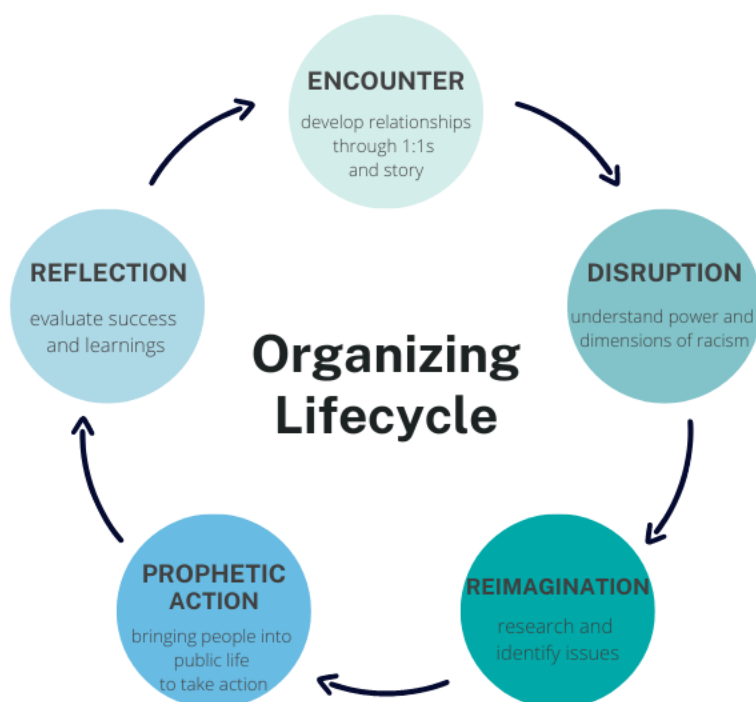 ENCOUNTER
develop relationships
through 1:1s
and story
DISRUPTION
understand power and
dimensions of racism
REIMAGINATION
research and
identify issues
PROPHETIC
ACTION
bringing people into
public life
to take action
REFLECTION
evaluate success
and learnings
Organizing
Lifecycle